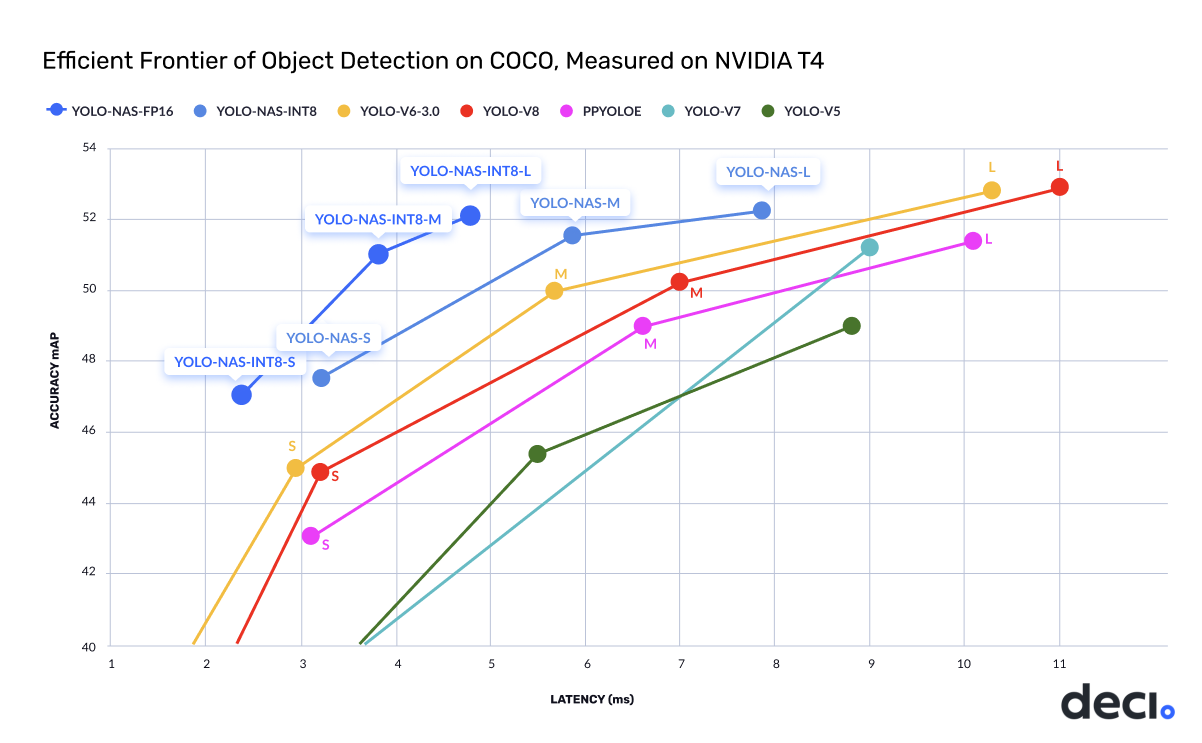 Efficient Frontier of Object Detection on COCO, Measured on NVIDIA T4
YOLO-NAS-FP16 YOLO-NAS-INT8 YOLO-V6-3.0 YOLO-V8 PPYOLOE YOLO-V7 YOLO-V5
54
YOLO-NAS-INT8-L
YOLO-NAS-L
L
L
YOLO-NAS-M
YOLO-NAS-INT8-M
52
L
M
50
M
M
YOLO-NAS-S
48
YOLO-NAS-INT8-S
ACCURACY mAP
46
S
S
44
S
42
40
1 2 3 4 5 6 7 8 9 10 11
LATENCY (ms)
deci.